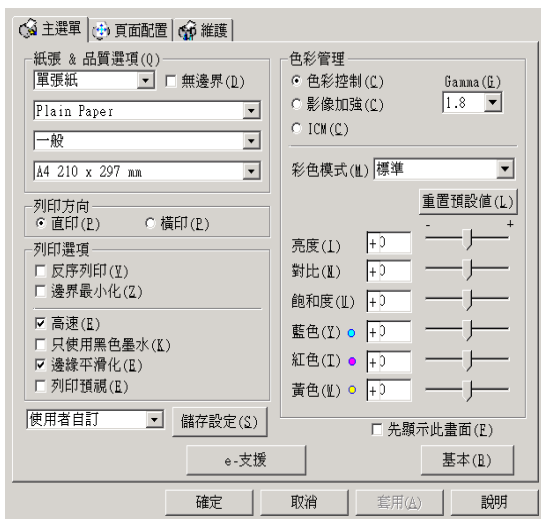 主選單 頁面配置 維護
紙張 & 品質選項(Q)
單張紙 無邊界(D)
Plain Paper
一般
A4 210 x 297 mm
列印方向
直印(P) 橫印(P)
列印選項
反序列印(Y)
邊界最小化(Z)
高速(E)
只使用黑色墨水(K)
邊緣平滑化(E)
列印預視(E)
使用者自訂 儲存設定(S)
色彩管理
色彩控制(C) Gamma(G)
影像加強(C) 1.8
ICM(C)
彩色模式(M) 標準
重置預設值(L)
- +
亮度(I) +0
對比(N) +0
飽和度(U) +0
藍色(Y) +0
紅色(T) +0
黃色(W) +0
先顯示此畫面(F)
e-支援 基本(B)
確定 取消 套用(A) 說明